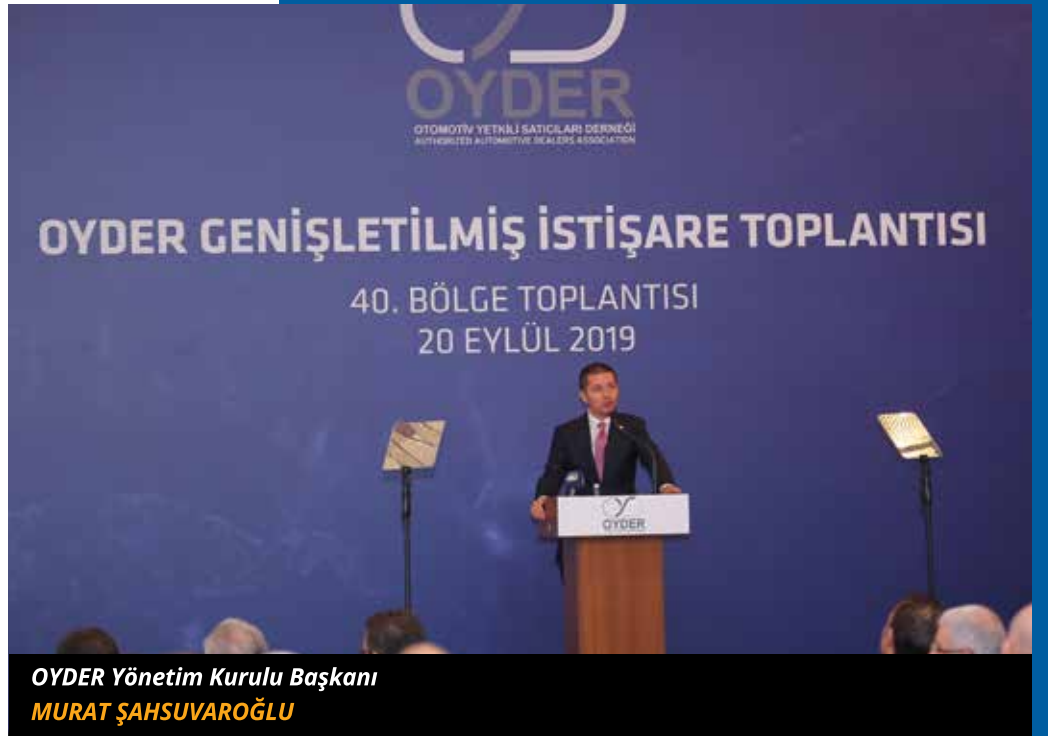 OYDER
OTOMOTİV YETKİLİ SATICILARI DERNEĞİ
AUTHORIZED AUTOMOTIVE DEALERS ASSOCIATION
OYDER GENİŞLETİLMİŞ İSTİŞARE TOPLANTISI
40. BÖLGE TOPLANTISI
20 EYLÜL 2019
OYDER
OYDER Yönetim Kurulu Başkanı
MURAT ŞAHSUVAROĞLU